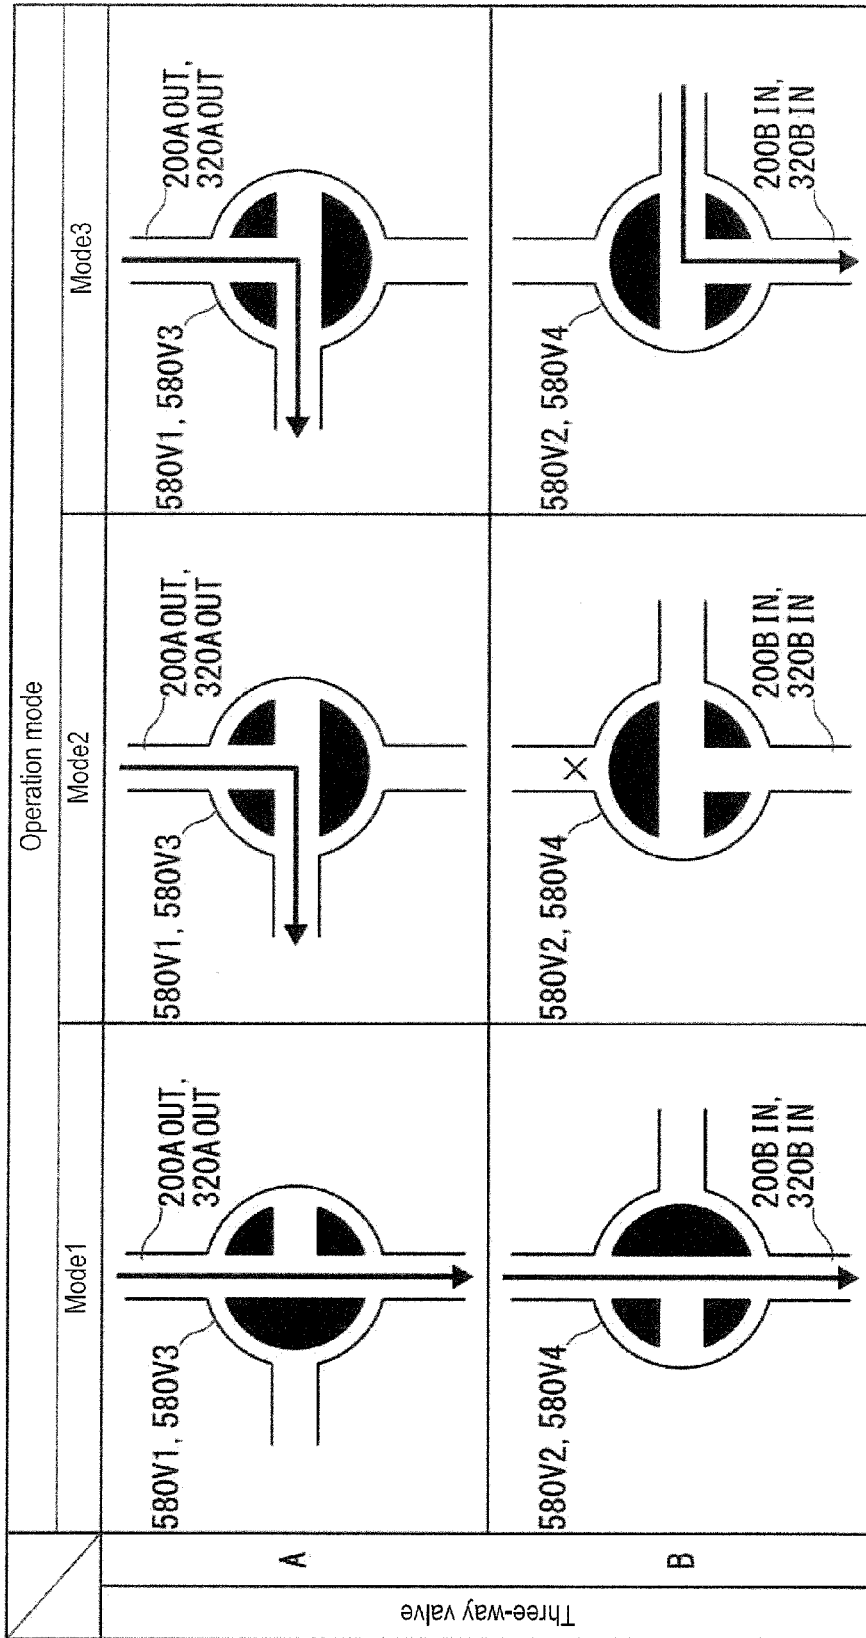 Operation mode
Mode1
Mode2
Mode3
Three-way valve
A
580V1, 580V3
200AOUT,
320AOUT
580V1, 580V3
200AOUT,
320AOUT
580V1, 580V3
200AOUT,
320AOUT
B
580V2, 580V4
200BIN,
320BIN
580V2, 580V4
×
200BIN,
320BIN
580V2, 580V4
200BIN,
320BIN